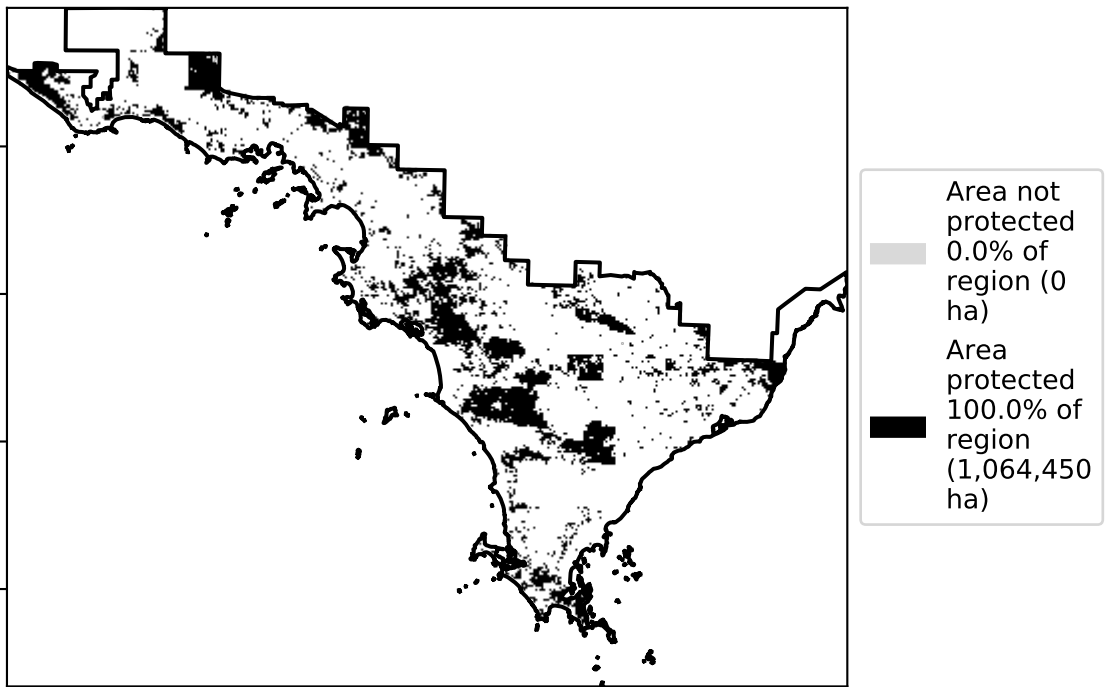 Area not
protected
0.0% of
region (0
ha)
Area
protected
100.0% of
region
(1,064,450
ha)